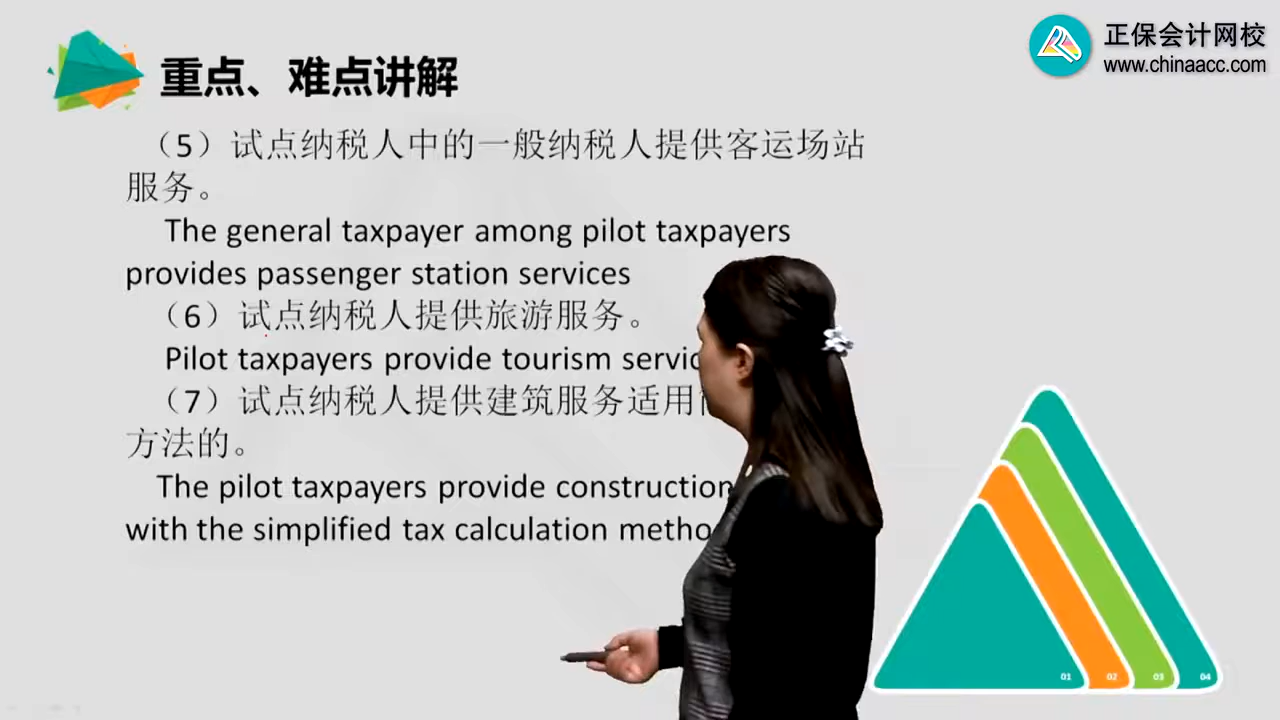 正保会计网校
www.chinaacc.com
重点、难点讲解
（5）试点纳税人中的一般纳税人提供客运场站
服务。
The general taxpayer among pilot taxpayers
provides passenger station services
（6）试点纳税人提供旅游服务。
Pilot taxpayers provide tourism
（7）试点纳税人提供建筑服务适用
方法的。
The pilot taxpayers provide construction
with the simplified tax calculation
01 02 03 04